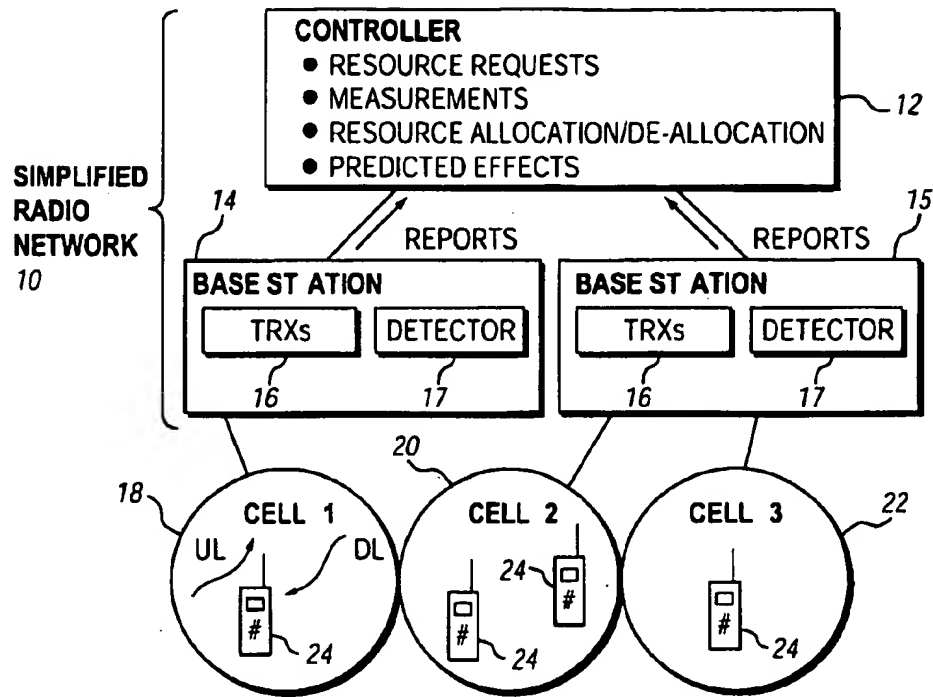 CONTROLLER
● RESOURCE REQUESTS
● MEASUREMENTS
● RESOURCE ALLOCATION/DE-ALLOCATION
● PREDICTED EFFECTS
12
SIMPLIFIED
RADIO
NETWORK
10
14
REPORTS
REPORTS
15
BASE ST ATION
TRXs
DETECTOR
16
17
BASE ST ATION
TRXs
DETECTOR
16
17
18
CELL 1
UL
DL
#
24
20
CELL 2
24
#
#
24
CELL 3
22
#
24